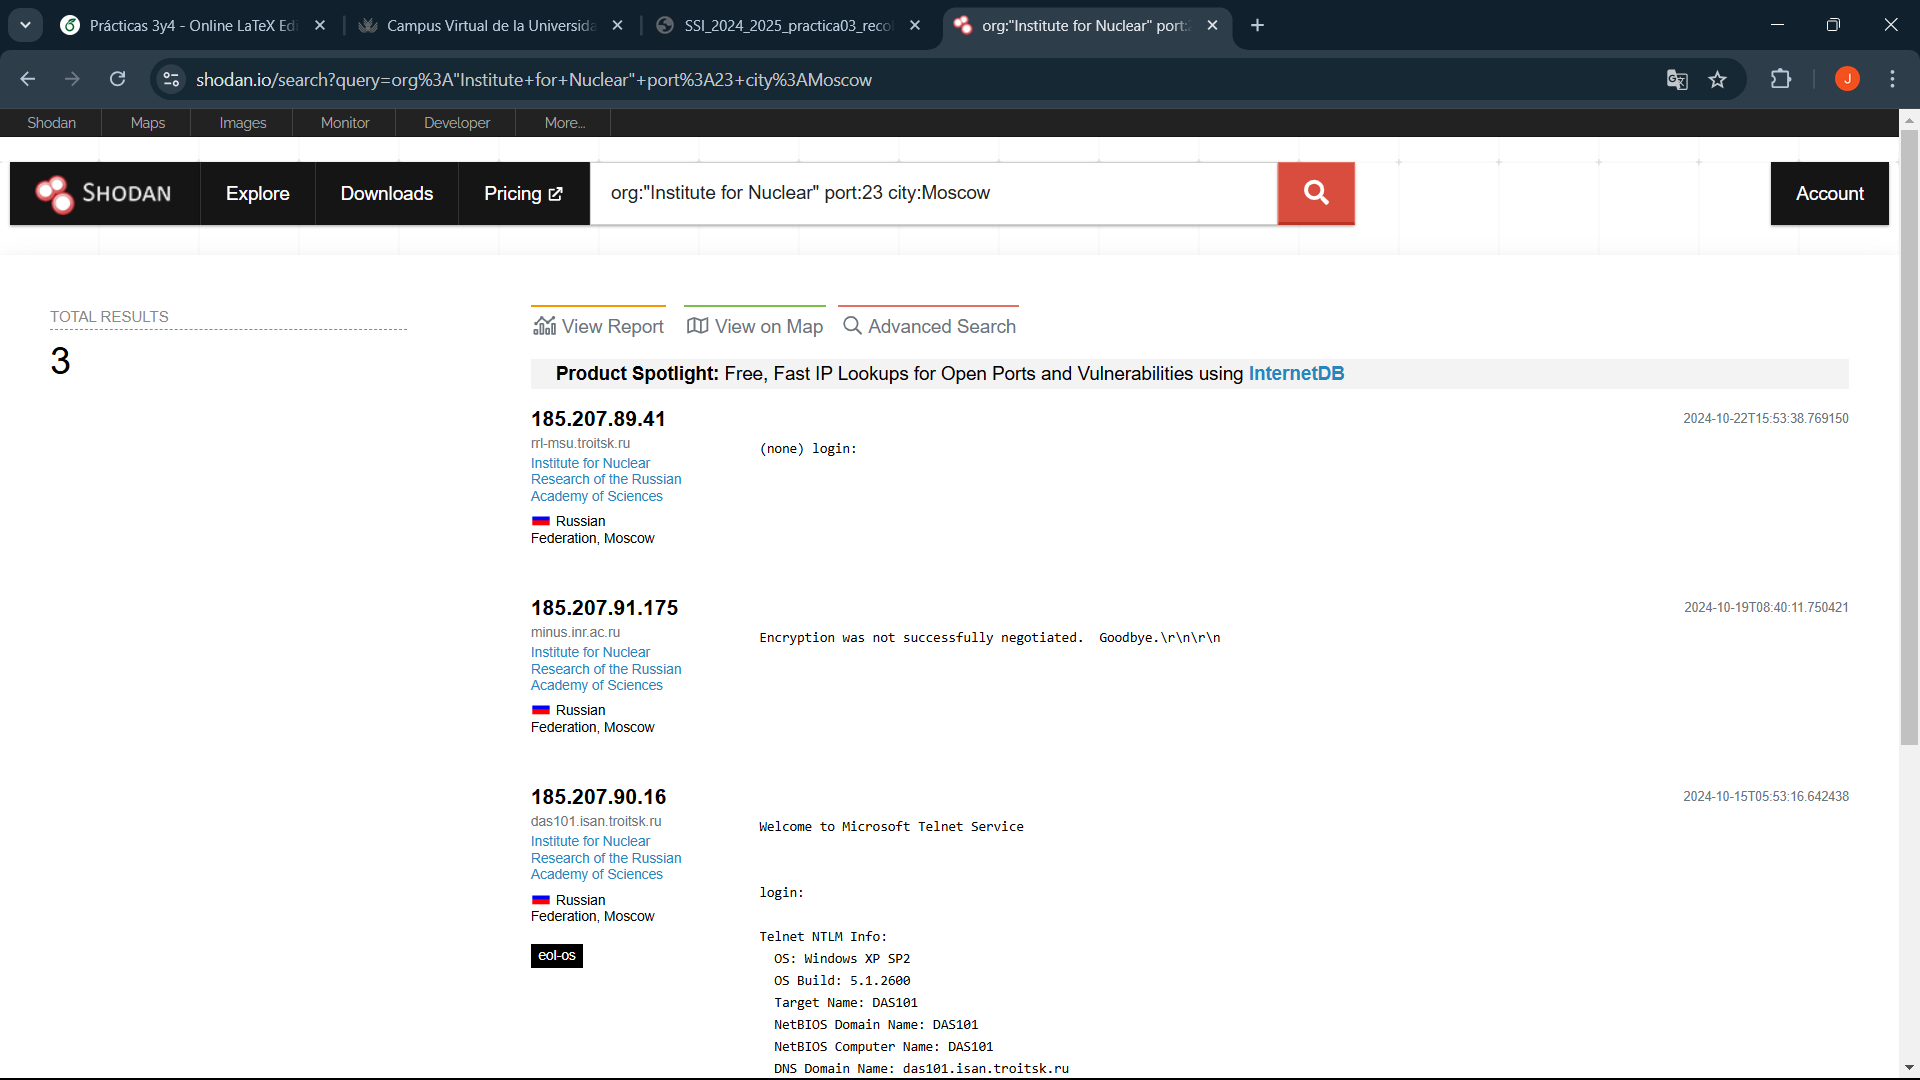 Prácticas 3y4 - Online LaTeX Edi
Campus Virtual de la Universida
SSI_2024_2025_practica03_reco
org:"Institute for Nuclear" port:2
shodan.io/search?query=org%3A"Institute+for+Nuclear"+port%3A23+city%3AMoscow
J
Shodan
Maps
Images
Monitor
Developer
More...
SHODAN
Explore
Downloads
Pricing
org:"Institute for Nuclear" port:23 city:Moscow
Account
TOTAL RESULTS
3
View Report
View on Map
Advanced Search
Product Spotlight: Free, Fast IP Lookups for Open Ports and Vulnerabilities using InternetDB
185.207.89.41
rrl-msu.troitsk.ru
Institute for Nuclear
Research of the Russian
Academy of Sciences
Russian
Federation, Moscow
(none) login:
2024-10-22T15:53:38.769150
185.207.91.175
minus.inr.ac.ru
Institute for Nuclear
Research of the Russian
Academy of Sciences
Russian
Federation, Moscow
Encryption was not successfully negotiated.  Goodbye.\r\n\r\n
2024-10-19T08:40:11.750421
185.207.90.16
das101.isan.troitsk.ru
Institute for Nuclear
Research of the Russian
Academy of Sciences
Russian
Federation, Moscow
eol-os
2024-10-15T05:53:16.642438
Welcome to Microsoft Telnet Service
login:
Telnet NTLM Info:
OS: Windows XP SP2
OS Build: 5.1.2600
Target Name: DAS101
NetBIOS Domain Name: DAS101
NetBIOS Computer Name: DAS101
DNS Domain Name: das101.isan.troitsk.ru